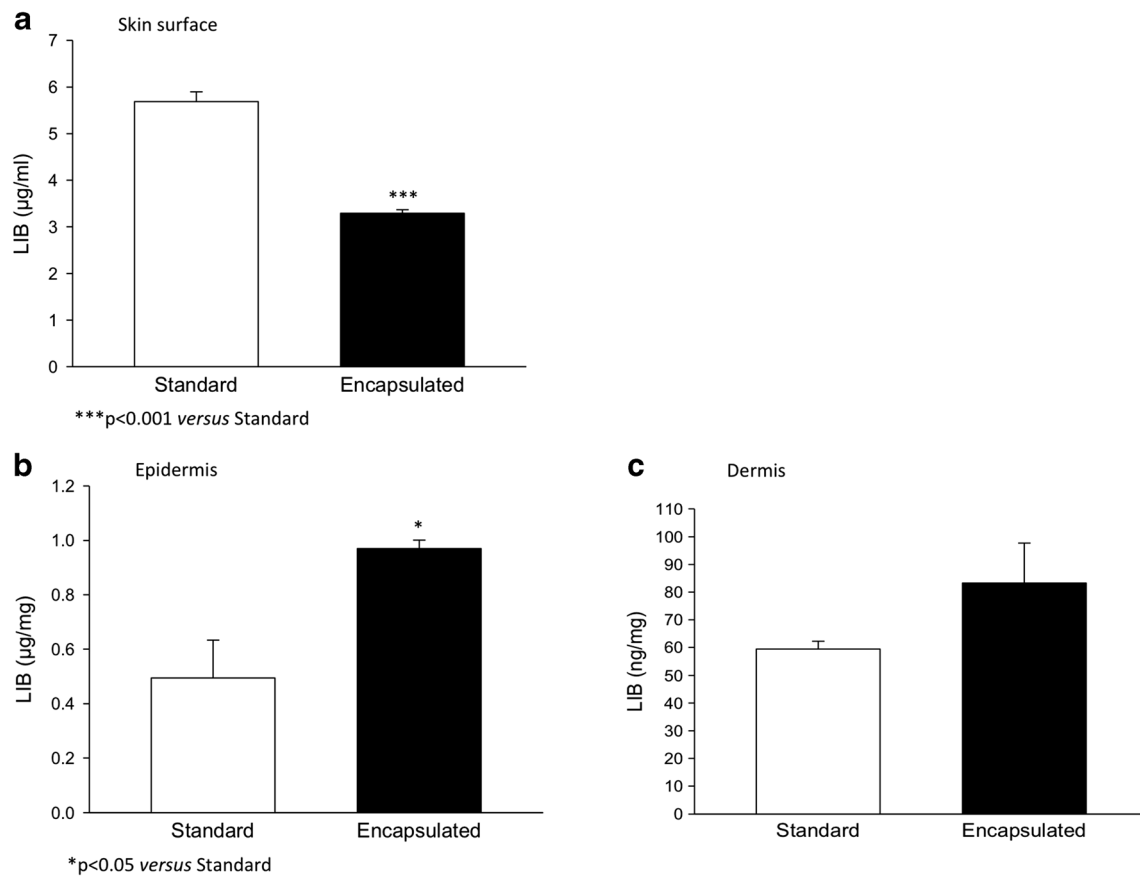 a
Skin surface
7
6
5
4
3
2
1
0
LIB (µg/ml)
***
Standard
Encapsulated
***p<0.001 versus Standard
b
Epidermis
1.2
1.0
0.8
0.6
0.4
0.2
0.0
LIB (µg/mg)
*
Standard
Encapsulated
*p<0.05 versus Standard
c
Dermis
110
100
90
80
70
60
50
40
30
20
10
0
LIB (ng/mg)
Standard
Encapsulated